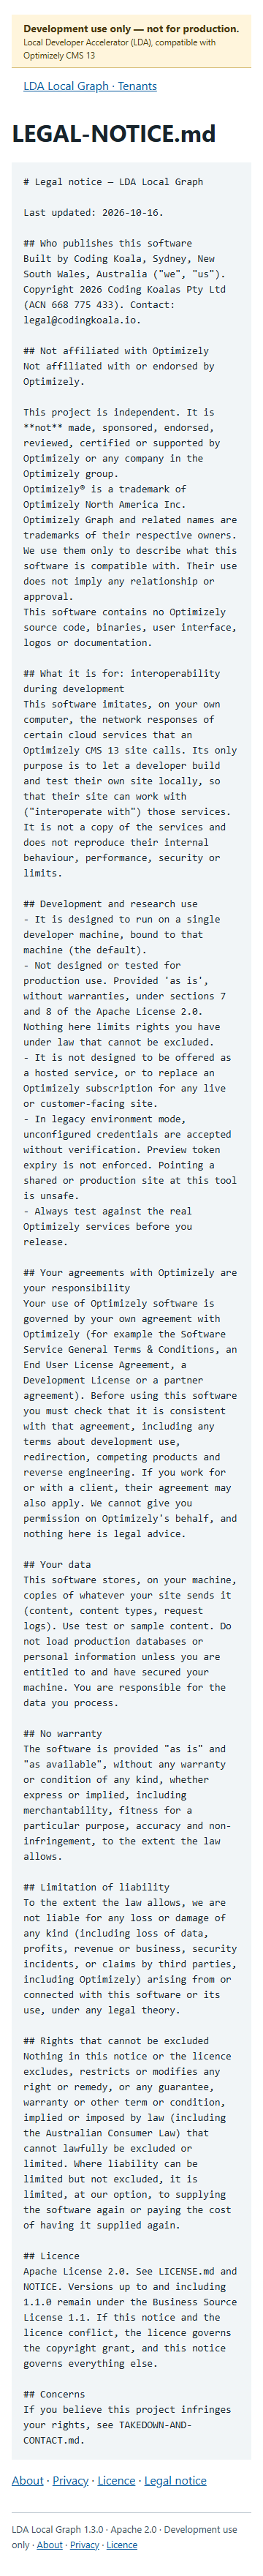 Development use only — not for production.
Local Developer Accelerator (LDA), compatible with
Optimizely CMS 13
LDA Local Graph · Tenants
LEGAL-NOTICE.md
# Legal notice — LDA Local Graph
Last updated: 2026-10-16.
## Who publishes this software
Built by Coding Koala, Sydney, New
South Wales, Australia ("we", "us").
Copyright 2026 Coding Koalas Pty Ltd
(ACN 668 775 433). Contact:
legal@codingkoala.io.
## Not affiliated with Optimizely
Not affiliated with or endorsed by
Optimizely.
This project is independent. It is
**not** made, sponsored, endorsed,
reviewed, certified or supported by
Optimizely or any company in the
Optimizely group.
Optimizely® is a trademark of
Optimizely North America Inc.
Optimizely Graph and related names are
trademarks of their respective owners.
We use them only to describe what this
software is compatible with. Their use
does not imply any relationship or
approval.
This software contains no Optimizely
source code, binaries, user interface,
logos or documentation.
## What it is for: interoperability
during development
This software imitates, on your own
computer, the network responses of
certain cloud services that an
Optimizely CMS 13 site calls. Its only
purpose is to let a developer build
and test their own site locally, so
that their site can work with
("interoperate with") those services.
It is not a copy of the services and
does not reproduce their internal
behaviour, performance, security or
limits.
## Development and research use
- It is designed to run on a single
developer machine, bound to that
machine (the default).
- Not designed or tested for
production use. Provided 'as is',
without warranties, under sections 7
and 8 of the Apache License 2.0.
Nothing here limits rights you have
under law that cannot be excluded.
- It is not designed to be offered as
a hosted service, or to replace an
Optimizely subscription for any live
or customer-facing site.
- In legacy environment mode,
unconfigured credentials are accepted
without verification. Preview token
expiry is not enforced. Pointing a
shared or production site at this tool
is unsafe.
- Always test against the real
Optimizely services before you
release.
## Your agreements with Optimizely are
your responsibility
Your use of Optimizely software is
governed by your own agreement with
Optimizely (for example the Software
Service General Terms & Conditions, an
End User License Agreement, a
Development License or a partner
agreement). Before using this software
you must check that it is consistent
with that agreement, including any
terms about development use,
redirection, competing products and
reverse engineering. If you work for
or with a client, their agreement may
also apply. We cannot give you
permission on Optimizely's behalf, and
nothing here is legal advice.
## Your data
This software stores, on your machine,
copies of whatever your site sends it
(content, content types, request
logs). Use test or sample content. Do
not load production databases or
personal information unless you are
entitled to and have secured your
machine. You are responsible for the
data you process.
## No warranty
The software is provided "as is" and
"as available", without any warranty
or condition of any kind, whether
express or implied, including
merchantability, fitness for a
particular purpose, accuracy and non-
infringement, to the extent the law
allows.
## Limitation of liability
To the extent the law allows, we are
not liable for any loss or damage of
any kind (including loss of data,
profits, revenue or business, security
incidents, or claims by third parties,
including Optimizely) arising from or
connected with this software or its
use, under any legal theory.
## Rights that cannot be excluded
Nothing in this notice or the licence
excludes, restricts or modifies any
right or remedy, or any guarantee,
warranty or other term or condition,
implied or imposed by law (including
the Australian Consumer Law) that
cannot lawfully be excluded or
limited. Where liability can be
limited but not excluded, it is
limited, at our option, to supplying
the software again or paying the cost
of having it supplied again.
## Licence
Apache License 2.0. See LICENSE.md and
NOTICE. Versions up to and including
1.1.0 remain under the Business Source
License 1.1. If this notice and the
licence conflict, the licence governs
the copyright grant, and this notice
governs everything else.
## Concerns
If you believe this project infringes
your rights, see TAKEDOWN-AND-
CONTACT.md.
About · Privacy · Licence · Legal notice
LDA Local Graph 1.3.0 · Apache 2.0 · Development use
only · About · Privacy · Licence